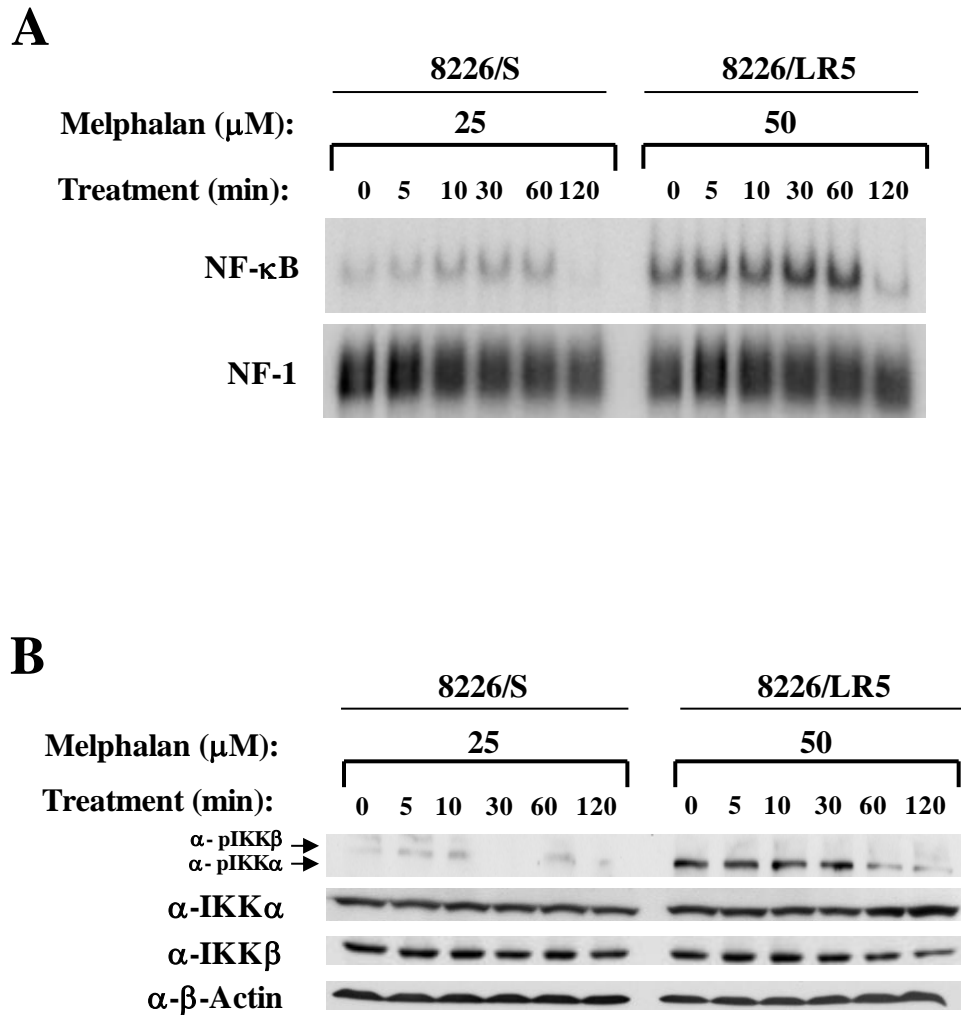 A
8226/S 8226/LR5
Melphalan (μM): 25 50
Treatment (min): 0 5 10 30 60 120 0 5 10 30 60 120
NF-κB
NF-1
B
8226/S 8226/LR5
Melphalan (μM): 25 50
Treatment (min): 0 5 10 30 60 120 0 5 10 30 60 120
α- pIKKβ
α- pIKKα
α-IKKα
α-IKKβ
α-β-Actin